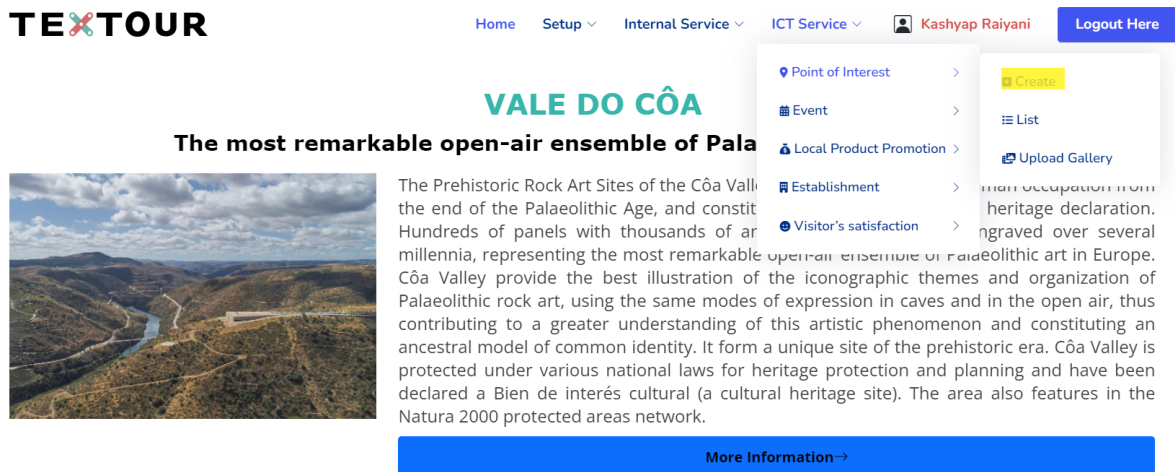 TEXTOUR
Home Setup Internal Service ICT Service Kashyap Raiyani Logout Here
Point of Interest
Event
Local Product Promotion
Establishment
Visitor's satisfaction
Create
List
Upload Gallery
VALE DO CÔA
The most remarkable open-air ensemble of Pala
The Prehistoric Rock Art Sites of the Côa Vall man occupation from
the end of the Palaeolithic Age, and constit heritage declaration.
Hundreds of panels with thousands of an ngraved over several
millennia, representing the most remarkable open-air ensemble of Palaeolithic art in Europe.
Côa Valley provide the best illustration of the iconographic themes and organization of
Palaeolithic rock art, using the same modes of expression in caves and in the open air, thus
contributing to a greater understanding of this artistic phenomenon and constituting an
ancestral model of common identity. It form a unique site of the prehistoric era. Côa Valley is
protected under various national laws for heritage protection and planning and have been
declared a Bien de interés cultural (a cultural heritage site). The area also features in the
Natura 2000 protected areas network.
More Information→